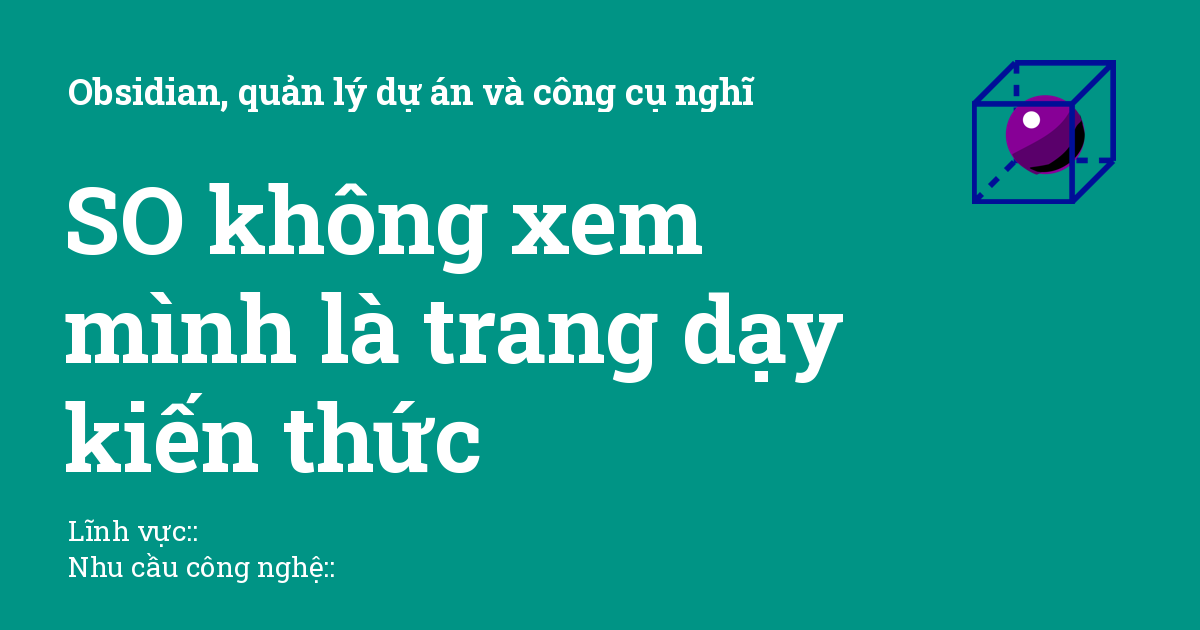 Obsidian, quản lý dự án và công cụ nghĩ
SO không xem
mình là trang dạy
kiến thức
Lĩnh vực::
Nhu cầu công nghệ::